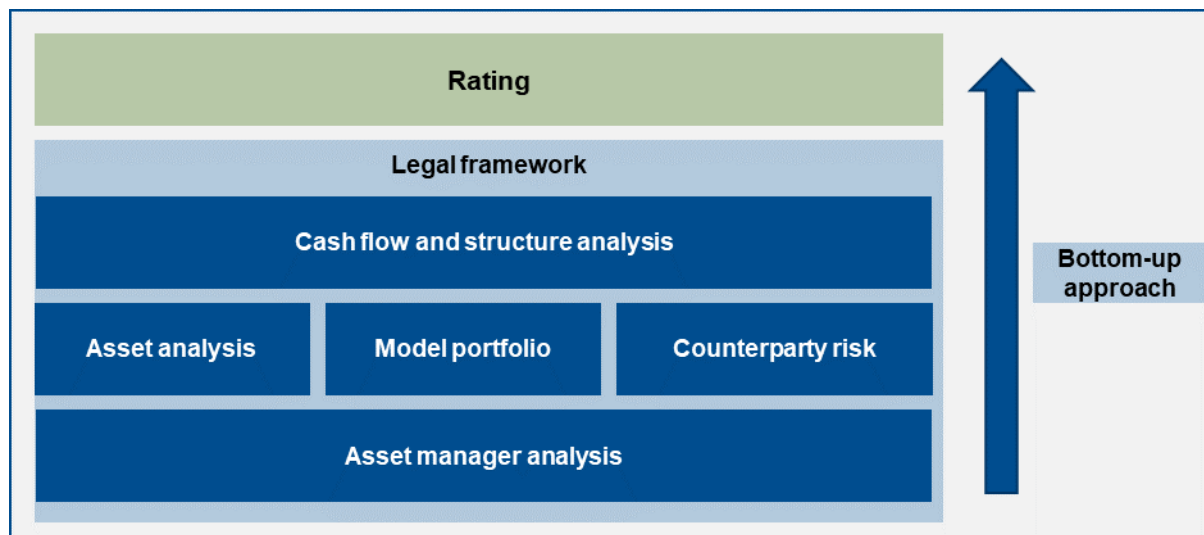 Rating
Legal framework
Cash flow and structure analysis
Asset analysis
Model portfolio
Counterparty risk
Asset manager analysis
Bottom-up
approach